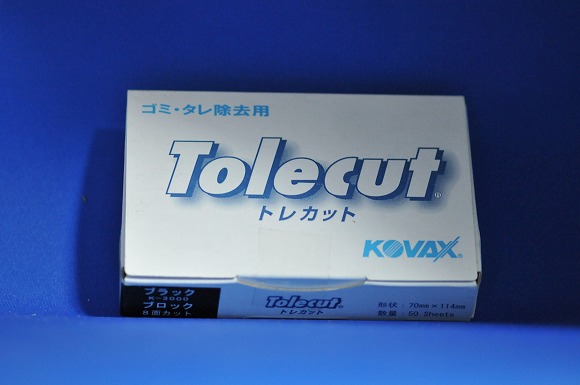 ゴミ・タレ除去用
Tolecut®
トレカット
KOVAX®
ブラック
K-3000
ブロック
8面カット
Tolecut®
トレカット
形状：70mm×114mm
数量：50 Sheets